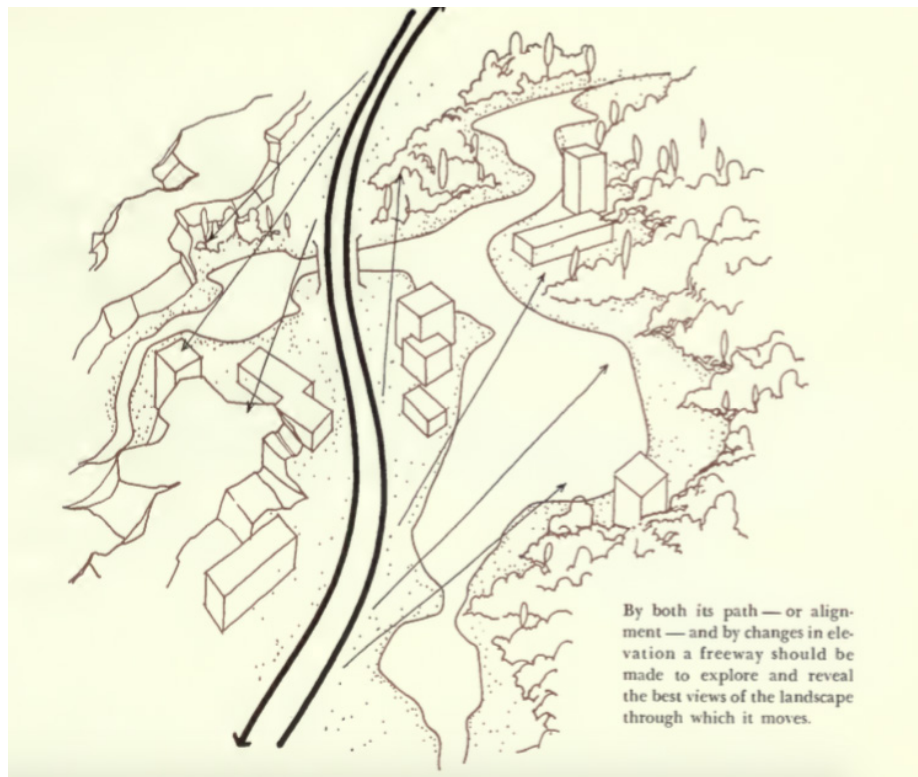 By both its path — or align-
ment — and by changes in ele-
vation a freeway should be
made to explore and reveal
the best views of the landscape
through which it moves.